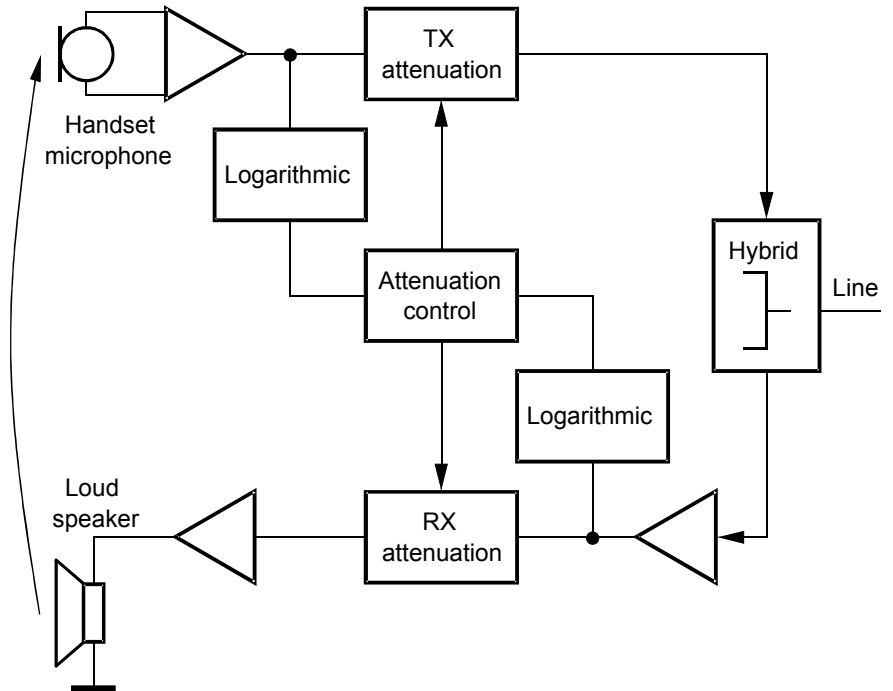 TX
attenuation
Handset
microphone
Logarithmic
Hybrid
Attenuation
control
Line
Logarithmic
Loud
speaker
RX
attenuation